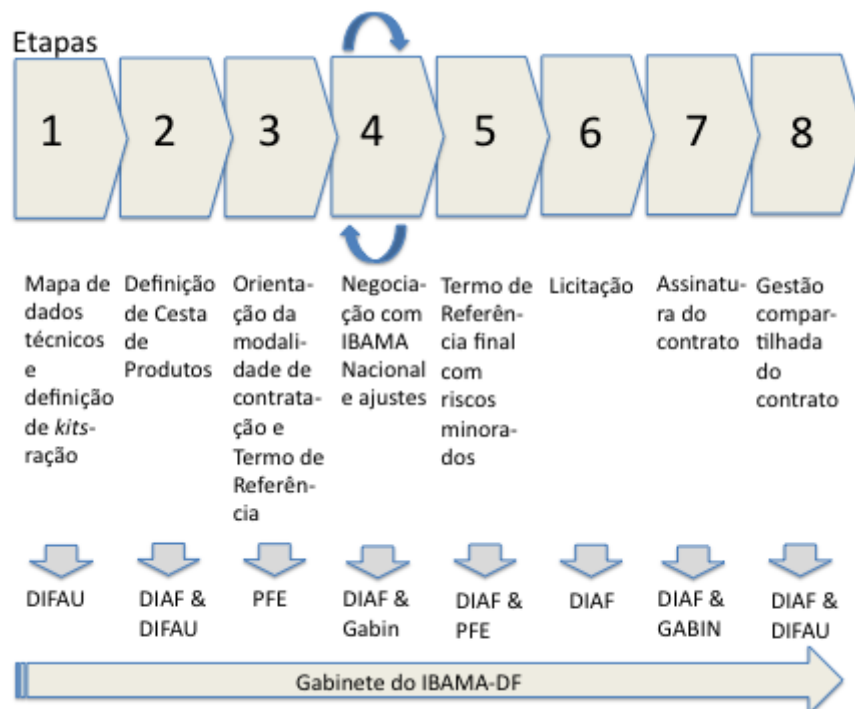 Etapas
1
2
3
4
5
6
7
8
Mapa de
dados
técnicos
e
definição
de kits-
ração
Definição
de Cesta
de
Produtos
Orienta-
ção da
modali-
dade de
contrata-
ção e
Termo de
Referên-
cia
Negocia-
ção com
IBAMA
Nacional
e ajustes
Termo de
Referên-
cia final
com
riscos
minora-
dos
Licitação
Assinatu-
ra do
contrato
Gestão
compar-
tilhada
do
contrato
DIFAU
DIAF &
DIFAU
PFE
DIAF &
Gabin
DIAF &
PFE
DIAF
DIAF &
GABIN
DIAF &
DIFAU
Gabinete do IBAMA-DF